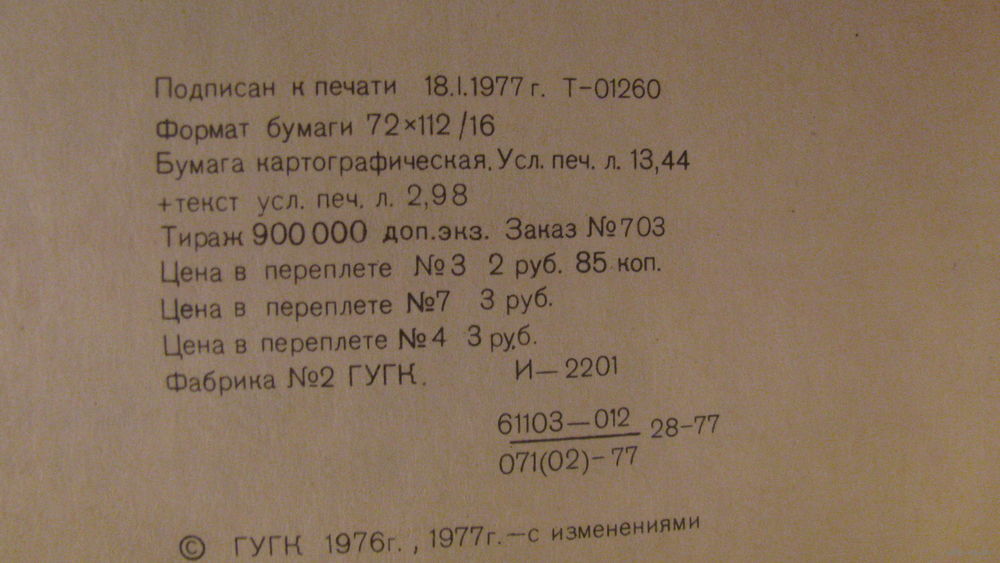 Подписан к печати 18.I.1977г. Т-01260
Формат бумаги 72×112/16
Бумага картографическая. Усл. печ. л. 13,44
+текст усл. печ. л. 2,98
Тираж 900 000 доп.экз. Заказ №703
Цена в переплете №3 2 руб. 85 коп.
Цена в переплете №7 3 руб.
Цена в переплете №4 3 руб.
Фабрика №2 ГУГК. И—2201
61103—012
28-77
071(02)-77
© ГУГК 1976г., 1977г.—с изменениями